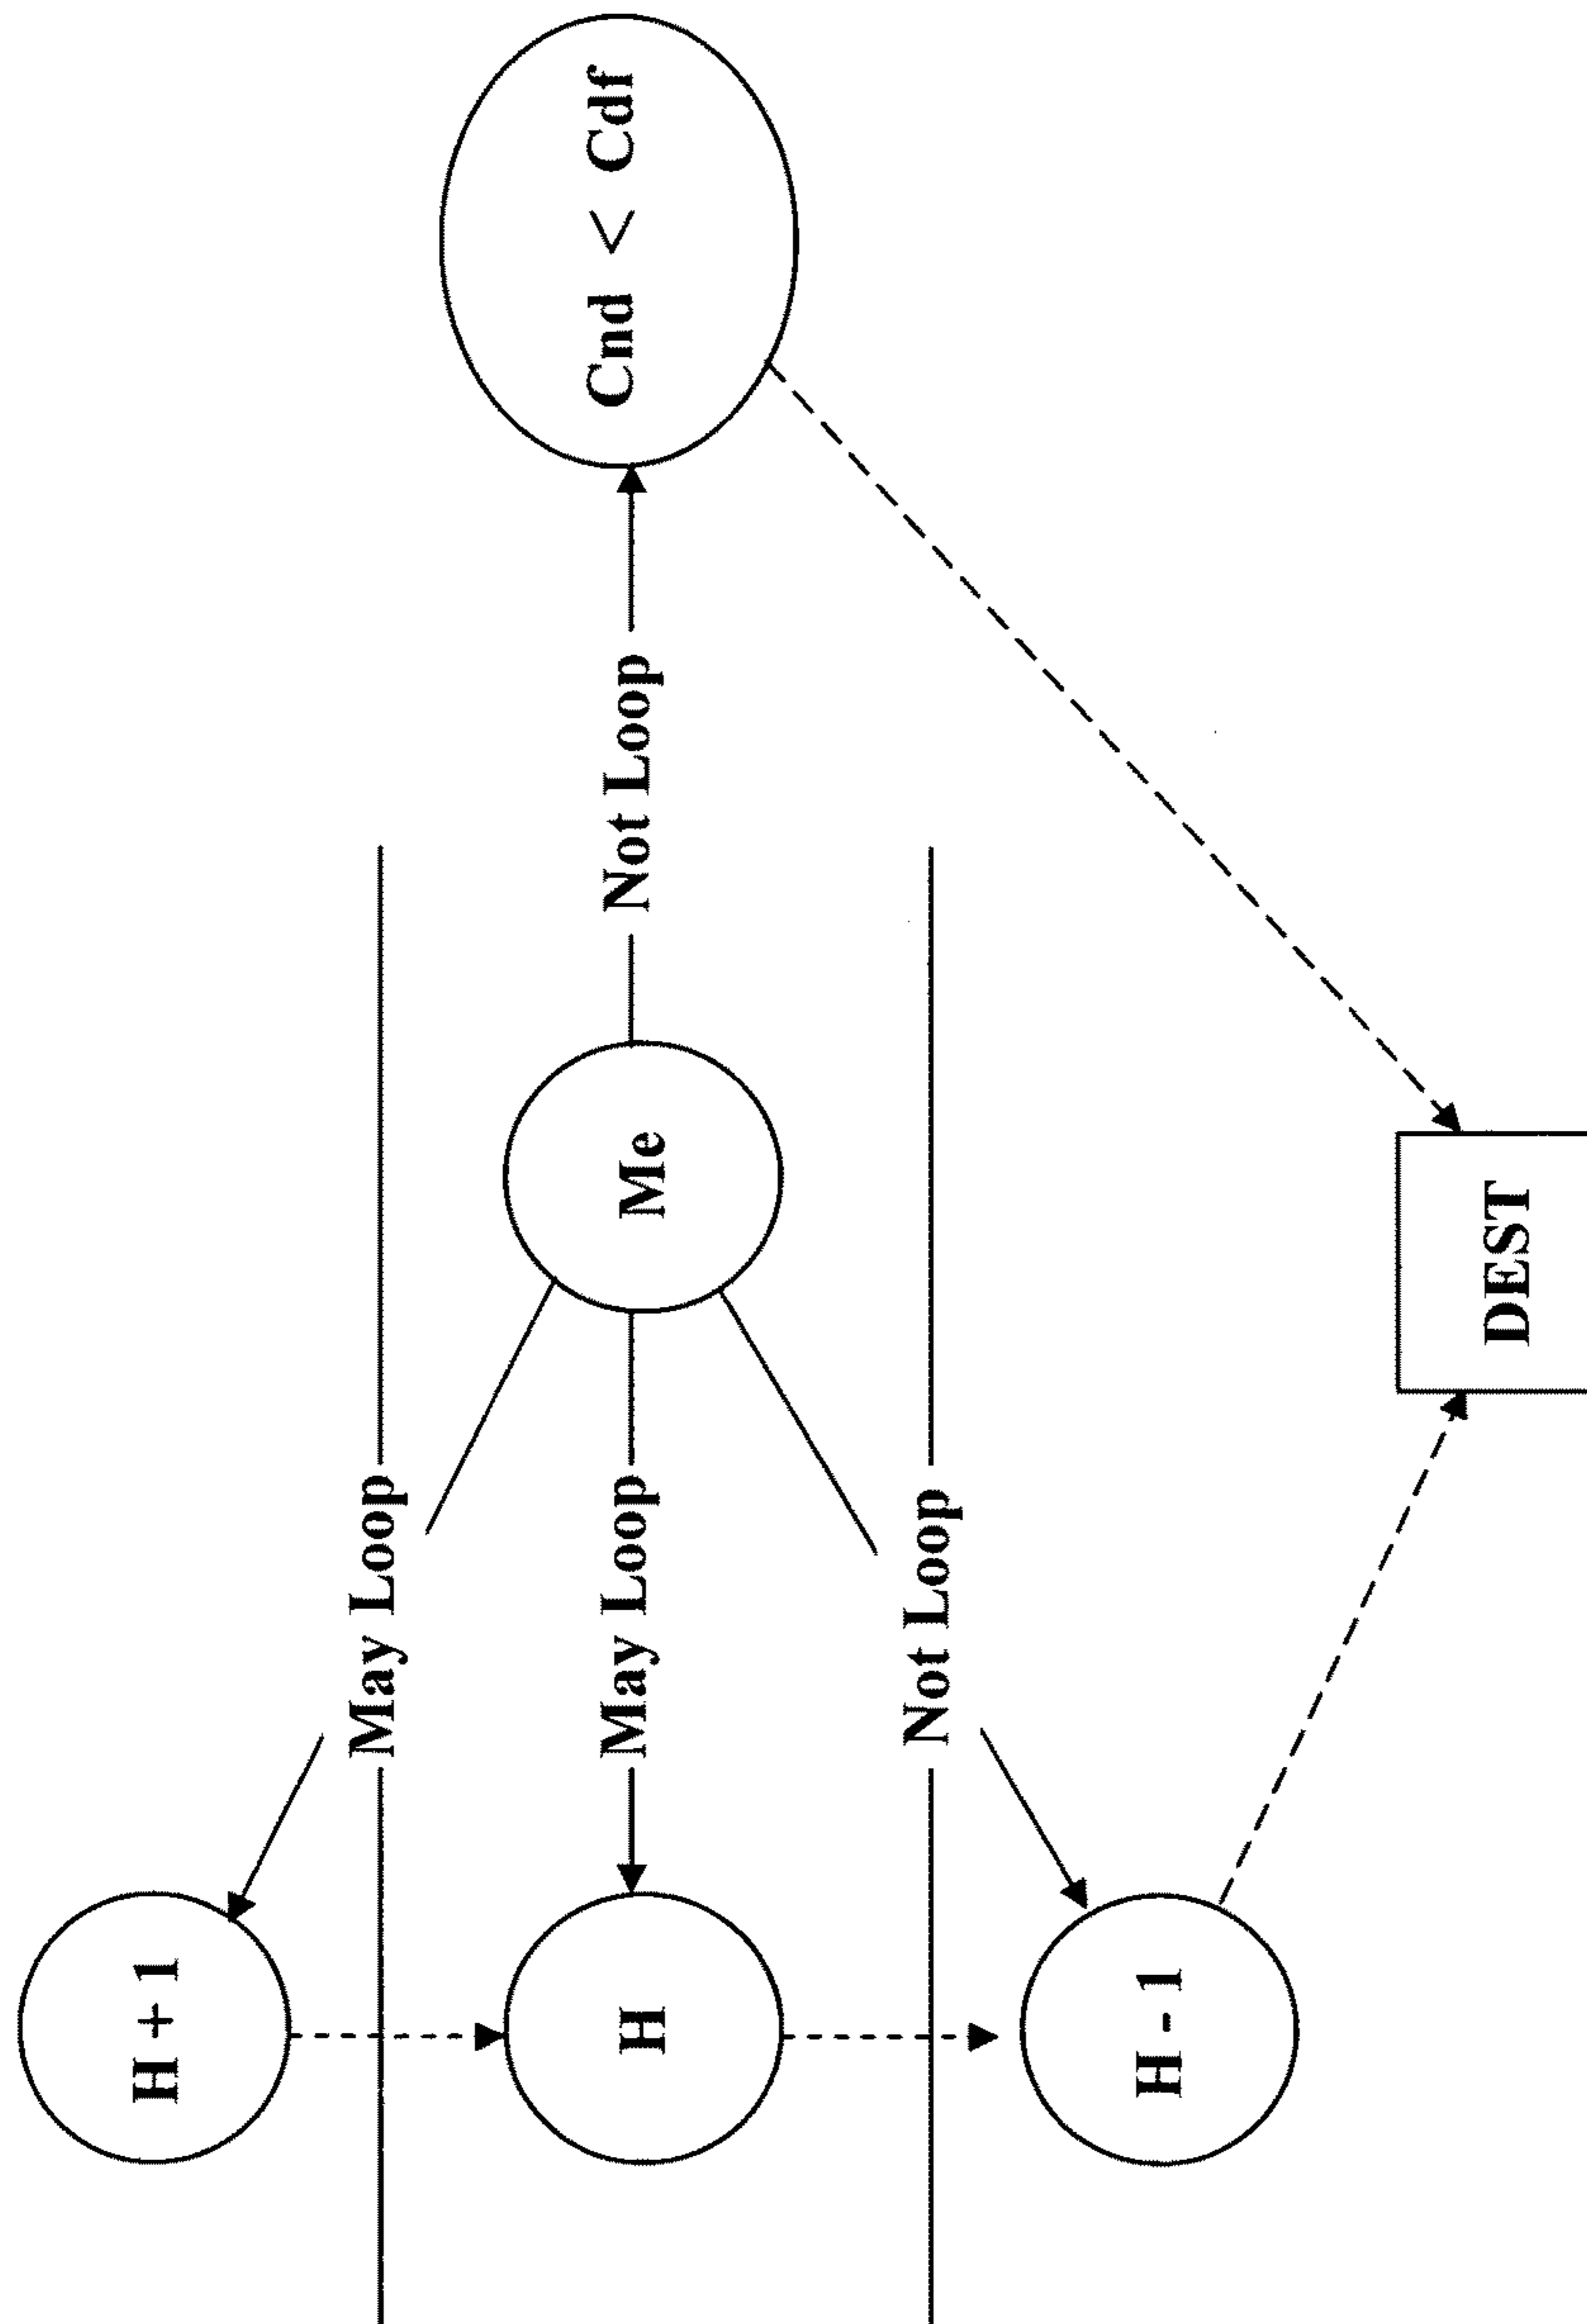 H + 1
May Loop
H
May Loop
Me
Not Loop
Cnd < Cdf
Not Loop
H - 1
DEST